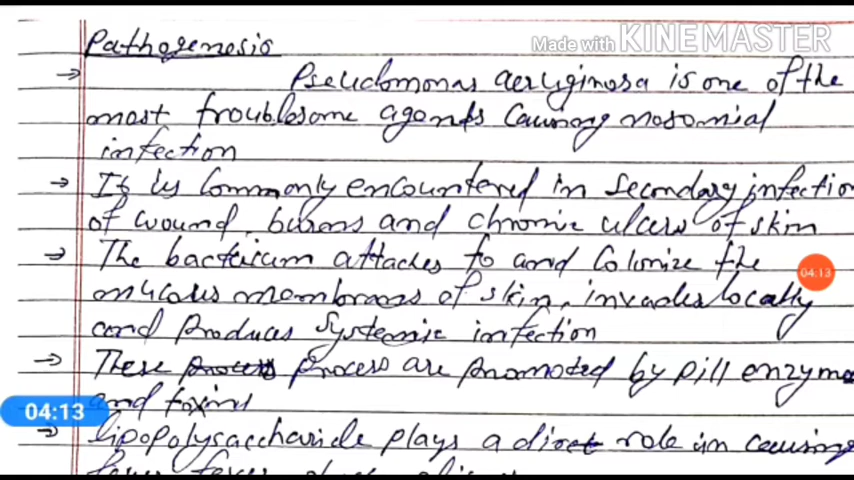 Pathogenesis
Made with KINEMASTER
→ Pseudomonas aeruginosa is one of the
most troublesome agents causing nosomial
infection
→ It is commonly encountered in secondary infection
of wound, burans and chronic ulcers of skin
→ The bacterium attaches to and colonize the
04:13
mucous membranes of skin, invades locally
and produces systemic infection
→ These process are promoted by pili enzyme
04:13
and toxins
→ lipopolysaccharide plays a direct role in causing